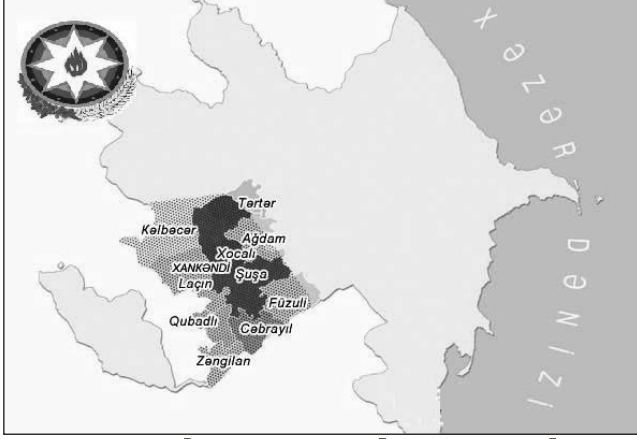 XƏZƏR
DƏNİZİ
Tərtər
Kəlbəcər
Ağdam
Xocalı
XANKƏNDİ
Şuşa
Laçın
Füzuli
Qubadlı
Cəbrayıl
Zəngilan